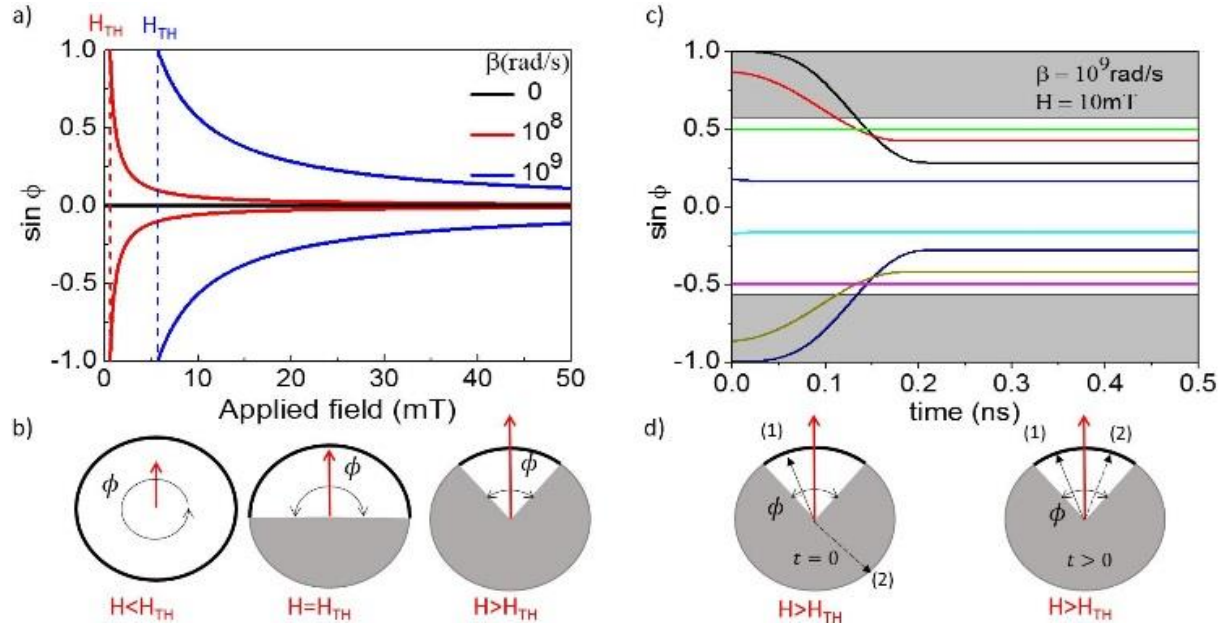 a)
H_TH H_TH
β(rad/s)
0
10^8
10^9
1.0
0.5
0.0
-0.5
-1.0
sin ϕ
0 10 20 30 40 50
Applied field (mT)
c)
β = 10^9 rad/s
H = 10mT
1.0
0.5
0.0
-0.5
-1.0
sin ϕ
0.0 0.1 0.2 0.3 0.4 0.5
time (ns)
b)
ϕ
H<H_TH
ϕ
H=H_TH
ϕ
H>H_TH
d)
(1)
ϕ
t = 0
(2)
H>H_TH
(1) (2)
ϕ
t > 0
H>H_TH